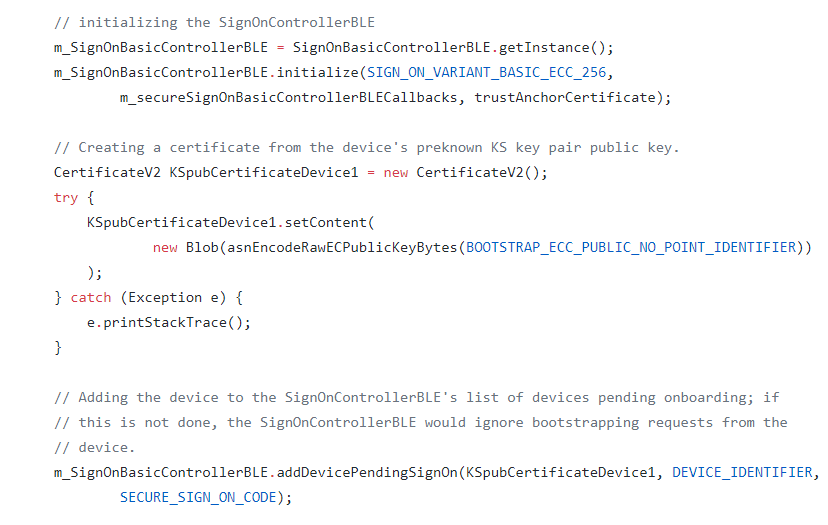 // initializing the SignOnControllerBLE
m_SignOnBasicControllerBLE = SignOnBasicControllerBLE.getInstance();
m_SignOnBasicControllerBLE.initialize(SIGN_ON_VARIANT_BASIC_ECC_256,
m_secureSignOnBasicControllerBLECallbacks, trustAnchorCertificate);
// Creating a certificate from the device's preknown KS key pair public key.
CertificateV2 KSpubCertificateDevice1 = new CertificateV2();
try {
KSpubCertificateDevice1.setContent(
new Blob(asnEncodeRawECPublicKeyBytes(BOOTSTRAP_ECC_PUBLIC_NO_POINT_IDENTIFIER))
);
} catch (Exception e) {
e.printStackTrace();
}
// Adding the device to the SignOnControllerBLE's list of devices pending onboarding; if
// this is not done, the SignOnControllerBLE would ignore bootstrapping requests from the
// device.
m_SignOnBasicControllerBLE.addDevicePendingSignOn(KSpubCertificateDevice1, DEVICE_IDENTIFIER,
SECURE_SIGN_ON_CODE);